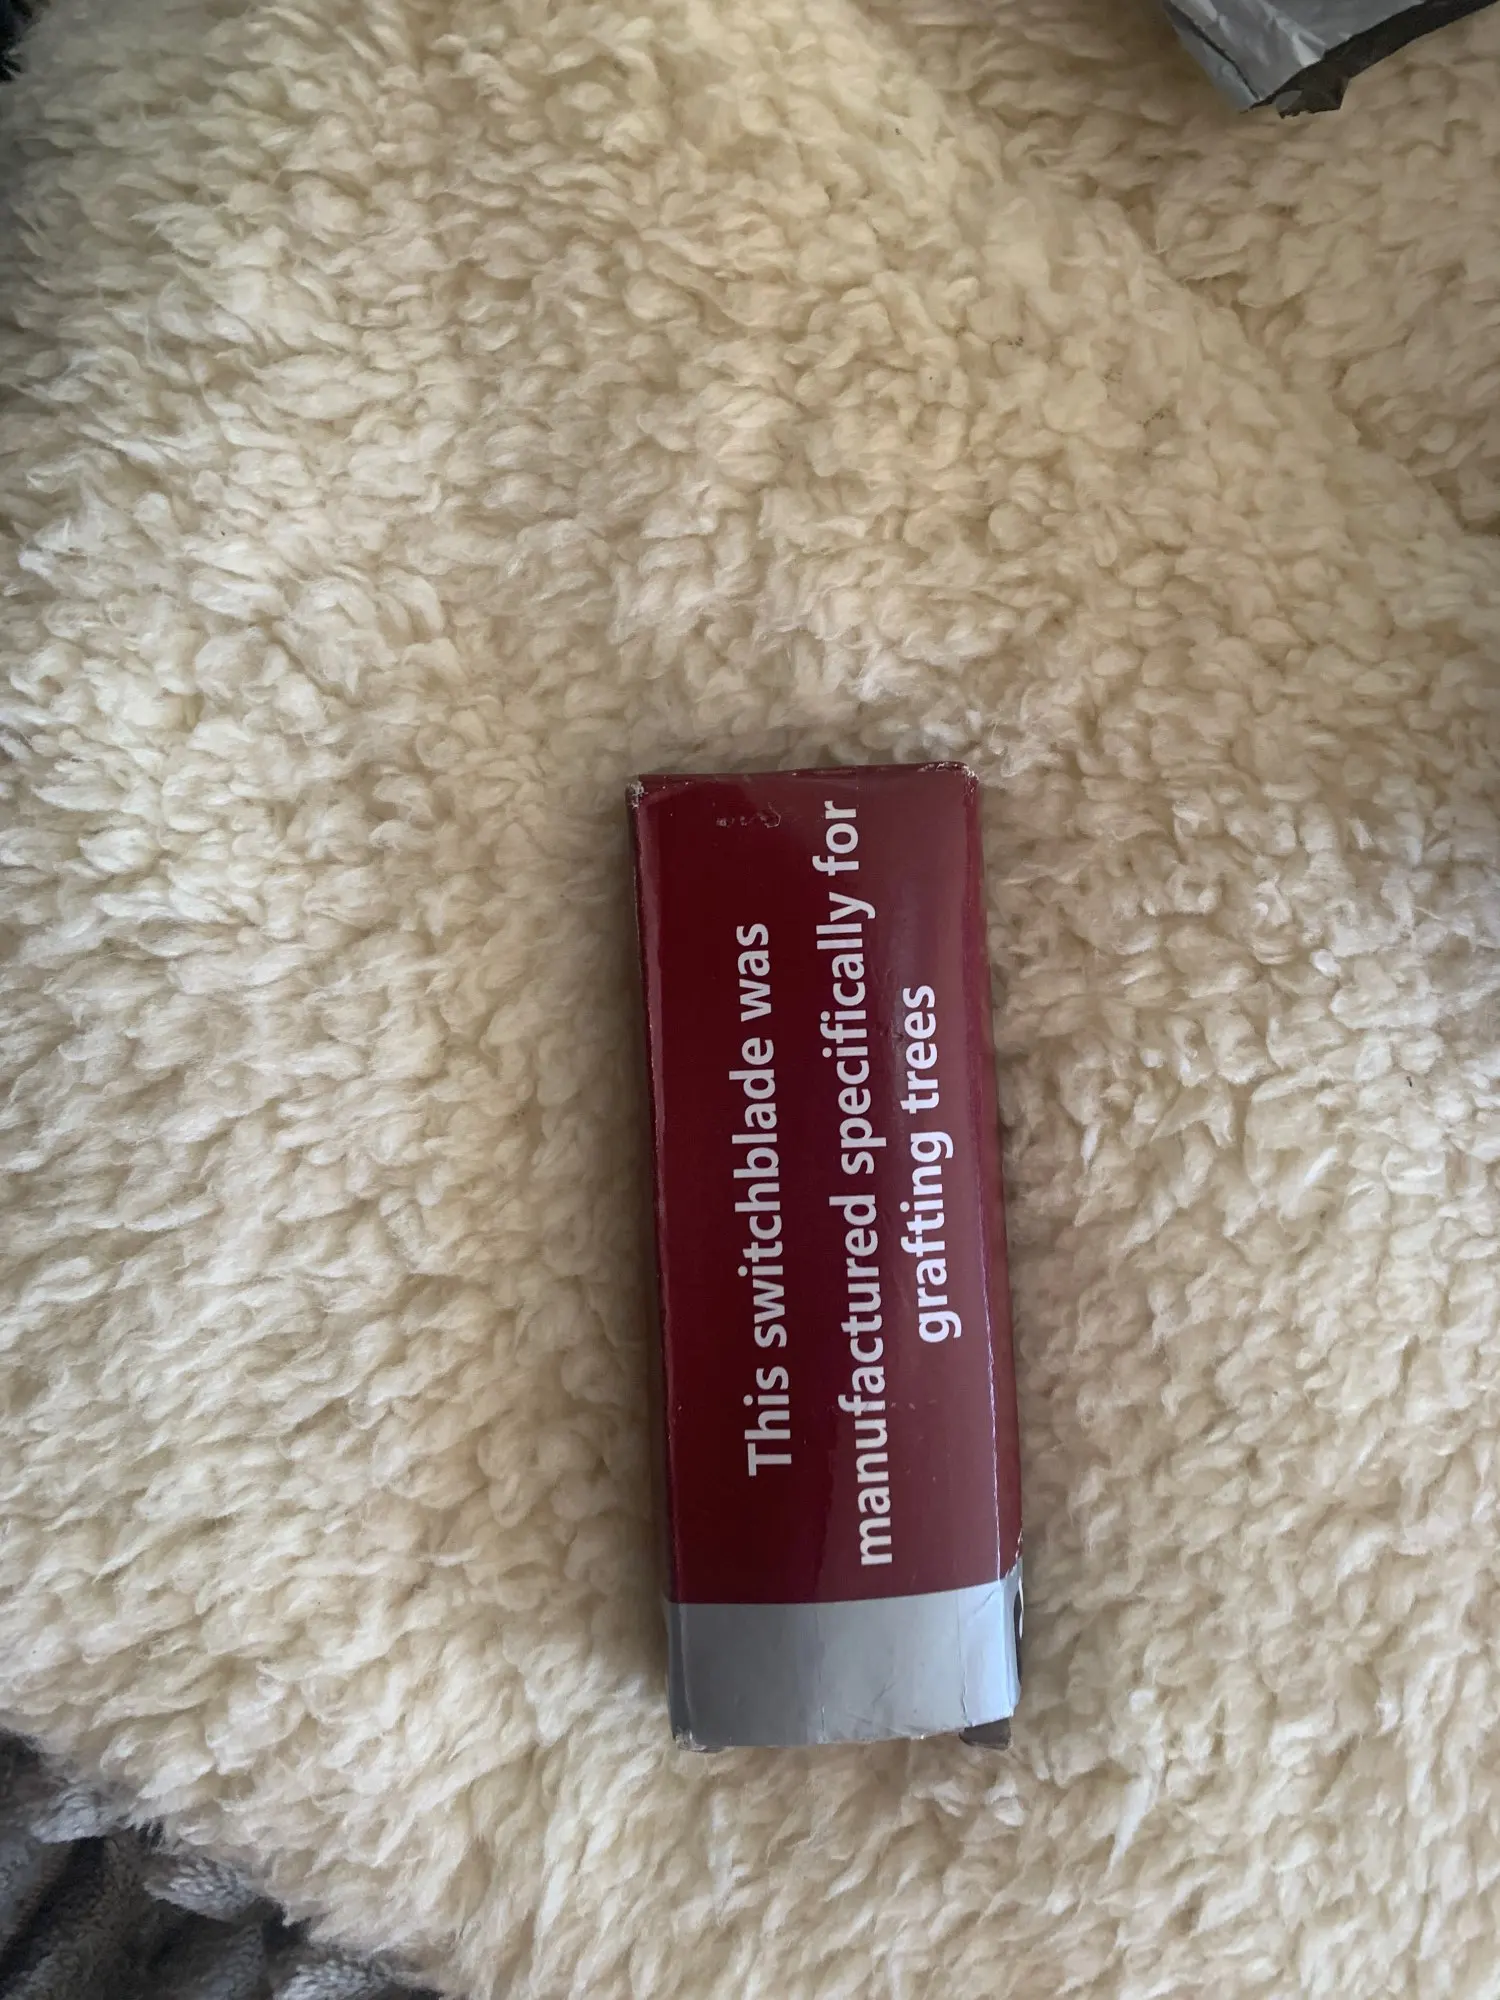 This switchblade was
manufactured specifically for
grafting trees